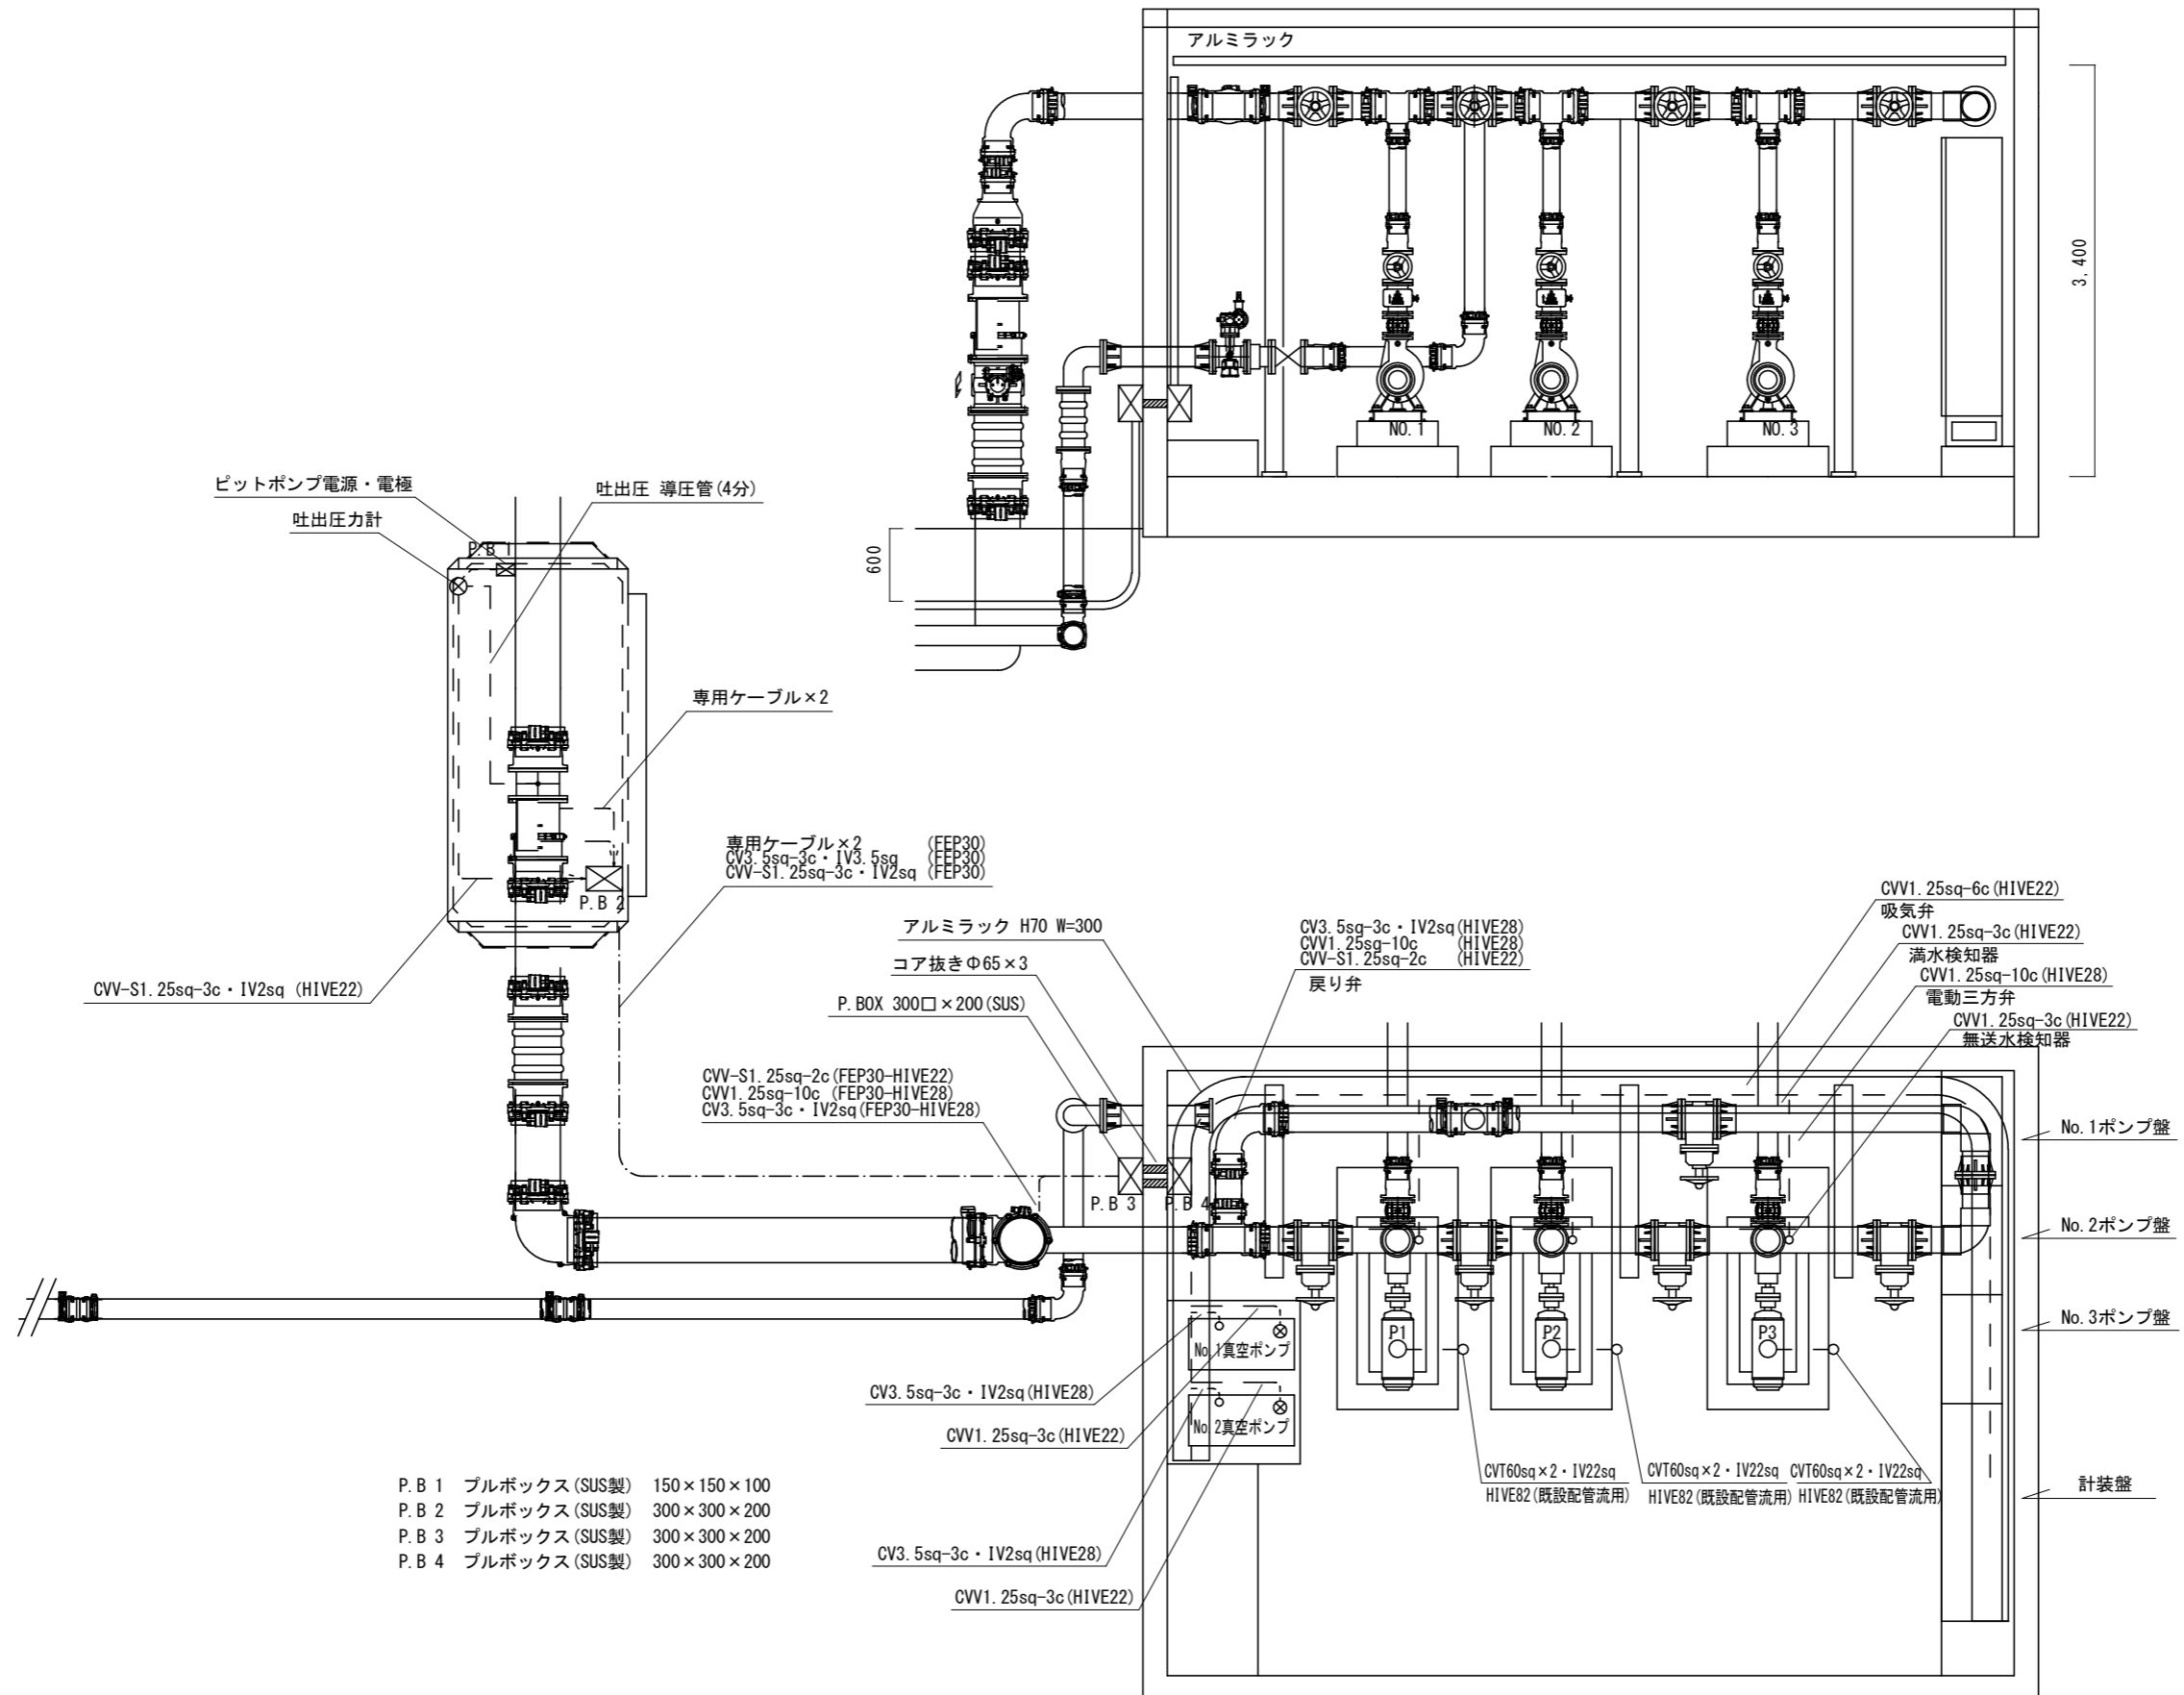 アルミラック
3,400
NO.1
NO.2
NO.3
600
ピットポンプ電源・電極
吐出圧 導圧管(4分)
吐出圧力計
P.B 1
専用ケーブル×2
P.B 2
CVV-S1.25sq-3c・IV2sq (HIVE22)
専用ケーブル×2 (FEP30)
CV3.5sq-3c・IV3.5sq (FEP30)
CVV-S1.25sq-3c・IV2sq (FEP30)
アルミラック H70 W=300
コア抜きΦ65×3
P.BOX 300□×200(SUS)
CV3.5sq-3c・IV2sq(HIVE28)
CVV1.25sq-10c (HIVE28)
CVV-S1.25sq-2c (HIVE22)
戻り弁
CVV1.25sq-6c(HIVE22)
吸気弁
CVV1.25sq-3c(HIVE22)
満水検知器
CVV1.25sq-10c(HIVE28)
電動三方弁
CVV1.25sq-3c(HIVE22)
無送水検知器
CVV-S1.25sq-2c(FEP30-HIVE22)
CVV1.25sq-10c (FEP30-HIVE28)
CV3.5sq-3c・IV2sq(FEP30-HIVE28)
P.B 3
P.B 4
No.1ポンプ盤
No.2ポンプ盤
No.3ポンプ盤
計装盤
P1
P2
P3
No.1真空ポンプ
No.2真空ポンプ
CV3.5sq-3c・IV2sq(HIVE28)
CVV1.25sq-3c(HIVE22)
CV3.5sq-3c・IV2sq(HIVE28)
CVV1.25sq-3c(HIVE22)
CVT60sq×2・IV22sq
HIVE82(既設配管流用)
CVT60sq×2・IV22sq
HIVE82(既設配管流用)
CVT60sq×2・IV22sq
HIVE82(既設配管流用)
P.B 1 プルボックス(SUS製) 150×150×100
P.B 2 プルボックス(SUS製) 300×300×200
P.B 3 プルボックス(SUS製) 300×300×200
P.B 4 プルボックス(SUS製) 300×300×200